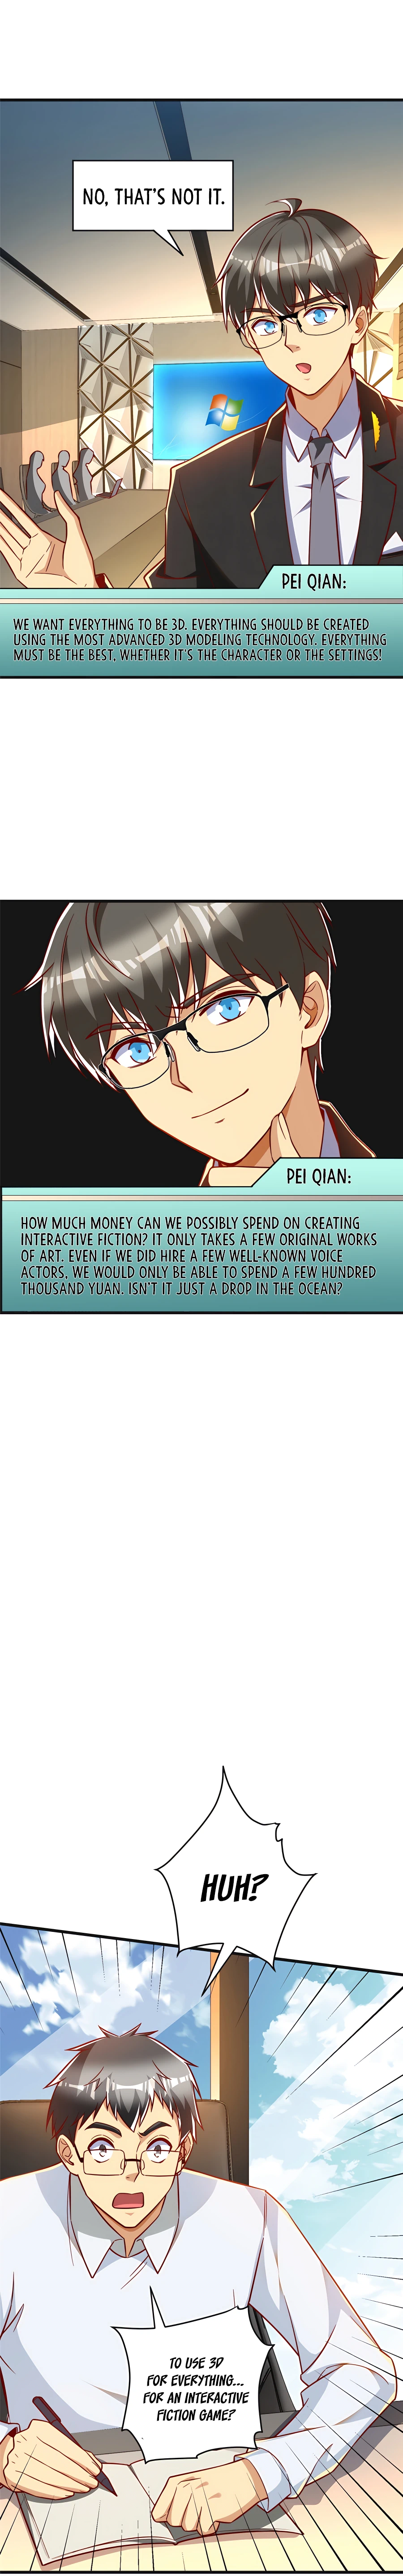 NO, THAT'S NOT IT.
PEI QIAN:
WE WANT EVERYTHING TO BE 3D. EVERYTHING SHOULD BE CREATED
USING THE MOST ADVANCED 3D MODELING TECHNOLOGY. EVERYTHING
MUST BE THE BEST, WHETHER IT'S THE CHARACTER OR THE SETTINGS!
PEI QIAN:
HOW MUCH MONEY CAN WE POSSIBLY SPEND ON CREATING
INTERACTIVE FICTION? IT ONLY TAKES A FEW ORIGINAL WORKS
OF ART. EVEN IF WE DID HIRE A FEW WELL-KNOWN VOICE
ACTORS, WE WOULD ONLY BE ABLE TO SPEND A FEW HUNDRED
THOUSAND YUAN. ISN'T IT JUST A DROP IN THE OCEAN?
HUH?
TO USE 3D
FOR EVERYTHING...
FOR AN INTERACTIVE
FICTION GAME?